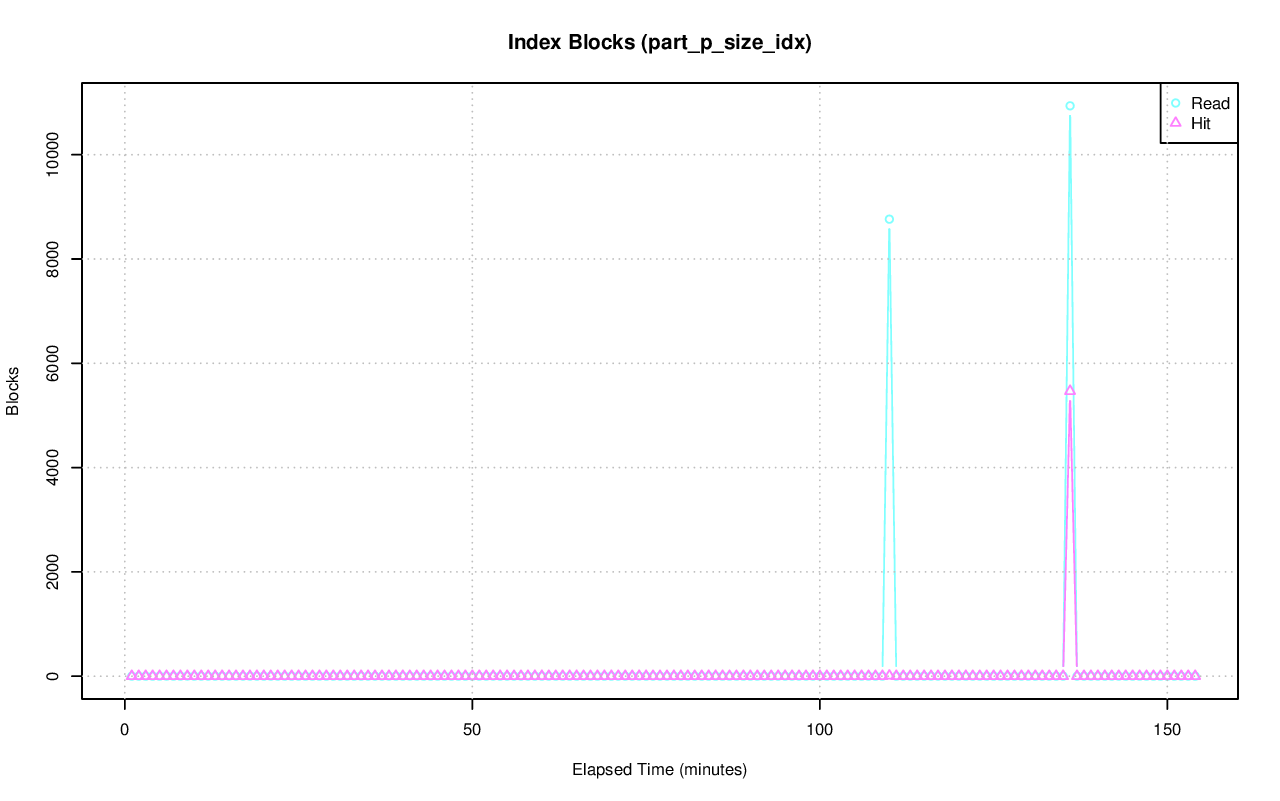 Index Blocks (part_p_size_idx)
Read
Hit
10000
8000
6000
4000
2000
0
Blocks
0 50 100 150
Elapsed Time (minutes)